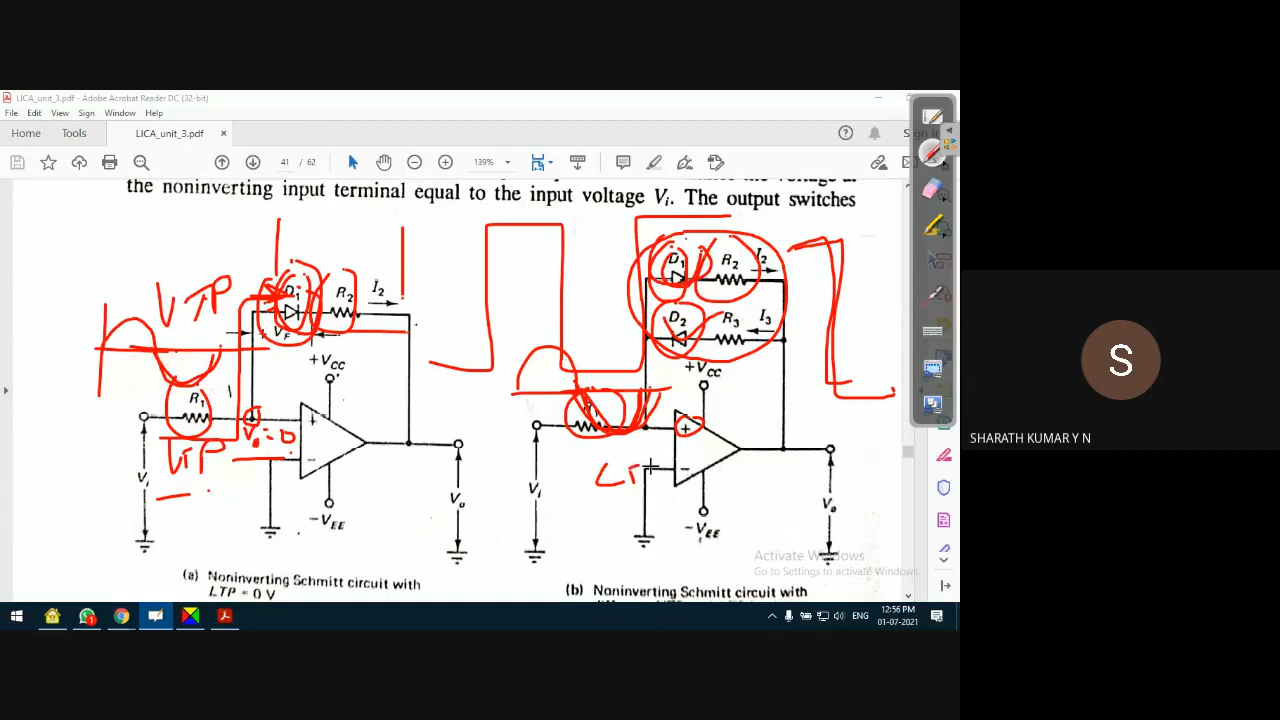 LICA_unit_3.pdf - Adobe Acrobat Reader DC (32-bit)
File Edit View Sign Window Help
Home Tools LICA_unit_3.pdf × ? Sign In
41 / 62 139%
the noninverting input terminal equal to the input voltage Vi. The output switches
D1 R2 I2
D1 R2 I2
UTP
VF
D2 R3 I3
+VCC
+VCC
R1
+
V = 0
UTP
−
+
LT
−
Vi
Vo
Vi
Vo
−VEE
−VEE
Activate Windows
Go to Settings to activate Windows.
(a) Noninverting Schmitt circuit with
LTP = 0 V
(b) Noninverting Schmitt circuit with
ENG
12:56 PM
01-07-2021
S
SHARATH KUMAR Y N